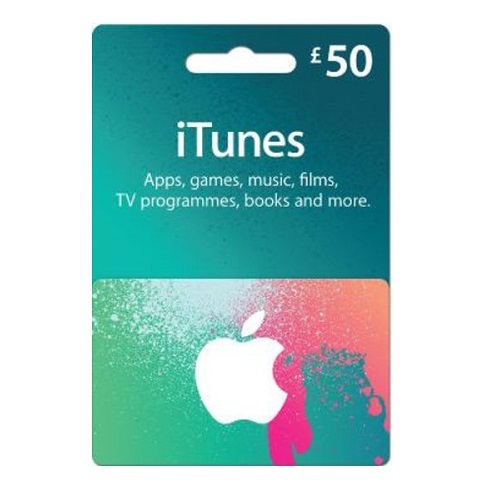 £50
iTunes
Apps, games, music, films,
TV programmes, books and more.